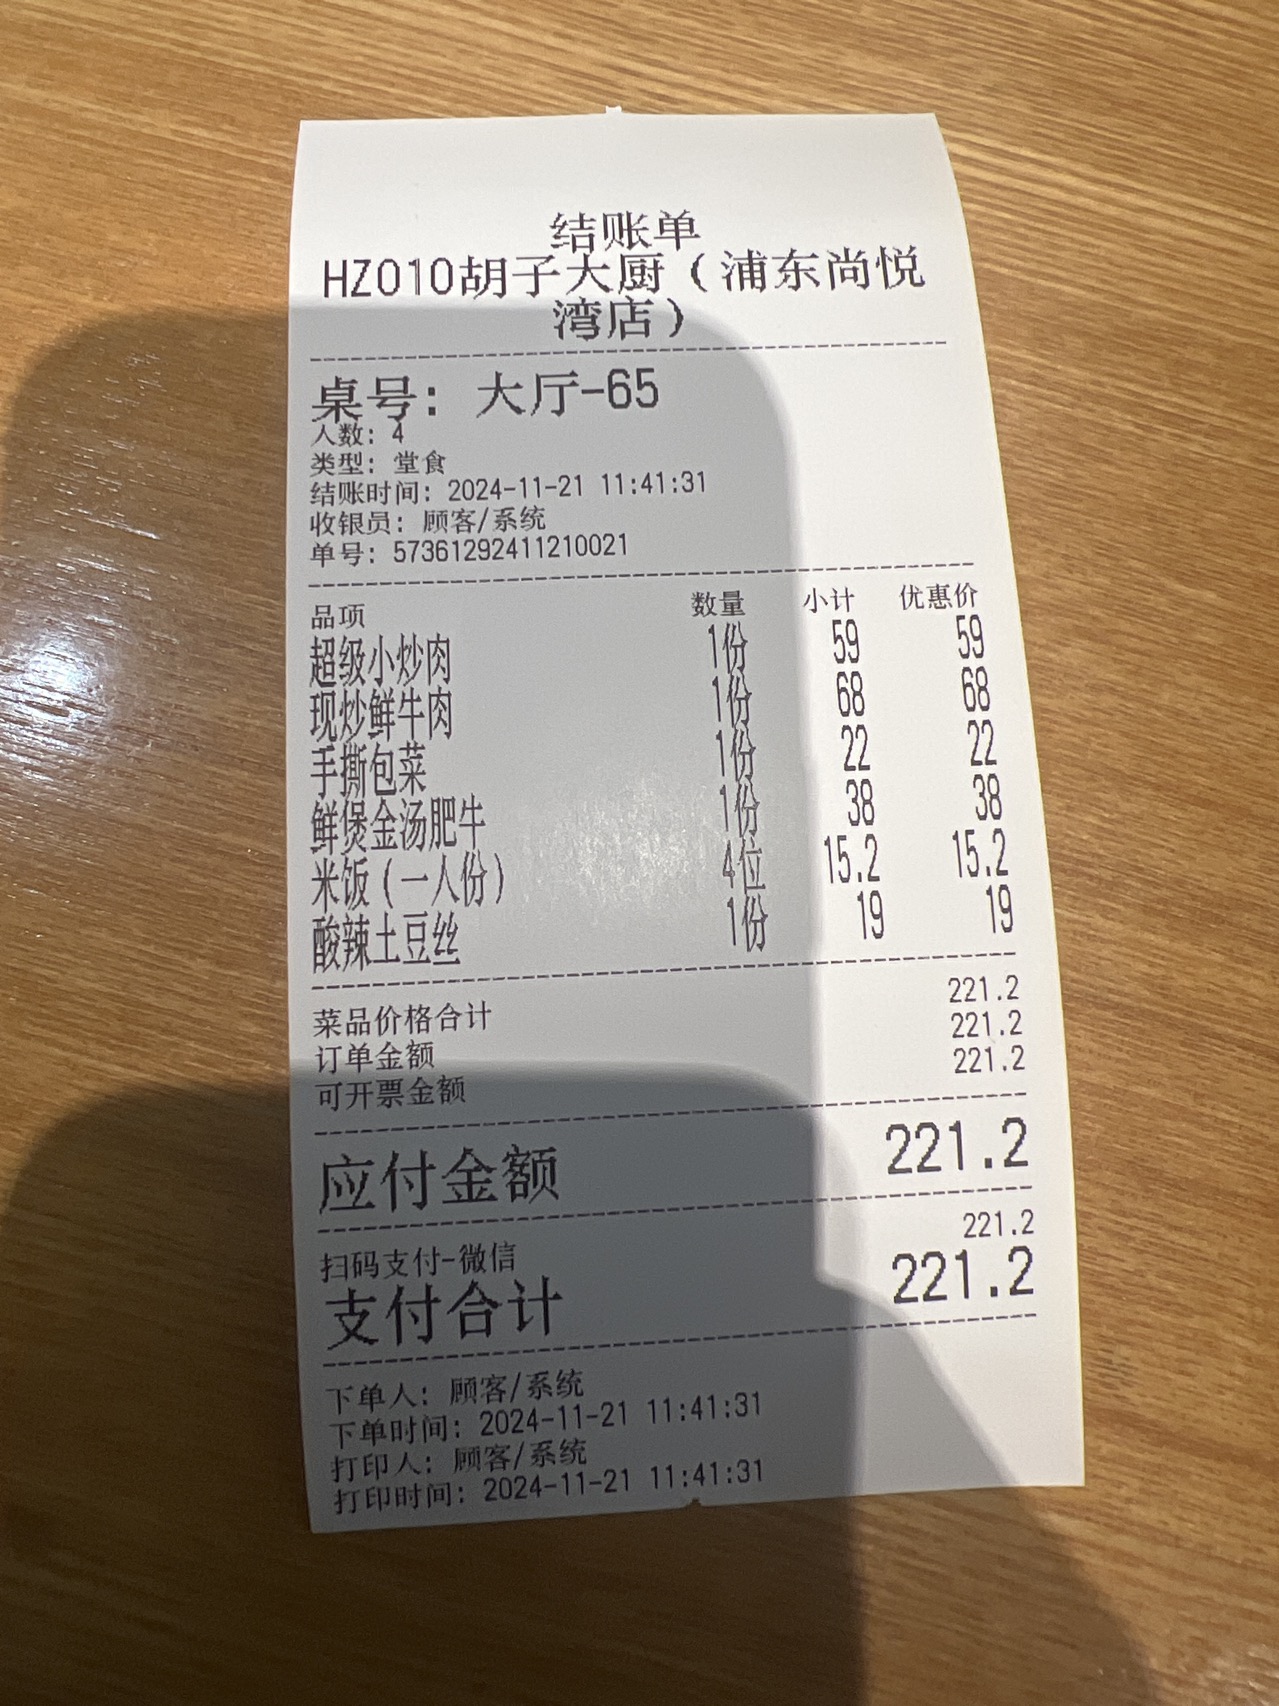 结账单
HZ010胡子大厨（浦东尚悦
湾店）
桌号: 大厅-65
人数: 4
类型: 堂食
结账时间: 2024-11-21 11:41:31
收银员: 顾客/系统
单号: 57361292411210021
品项 数量 小计 优惠价
超级小炒肉 1份 59 59
现炒鲜牛肉 1份 68 68
手撕包菜 1份 22 22
鲜煲金汤肥牛 1份 38 38
米饭（一人份） 4位 15.2 15.2
酸辣土豆丝 1份 19 19
菜品价格合计 221.2
订单金额 221.2
可开票金额 221.2
应付金额 221.2
扫码支付-微信 221.2
支付合计 221.2
下单人: 顾客/系统
下单时间: 2024-11-21 11:41:31
打印人: 顾客/系统
打印时间: 2024-11-21 11:41:31